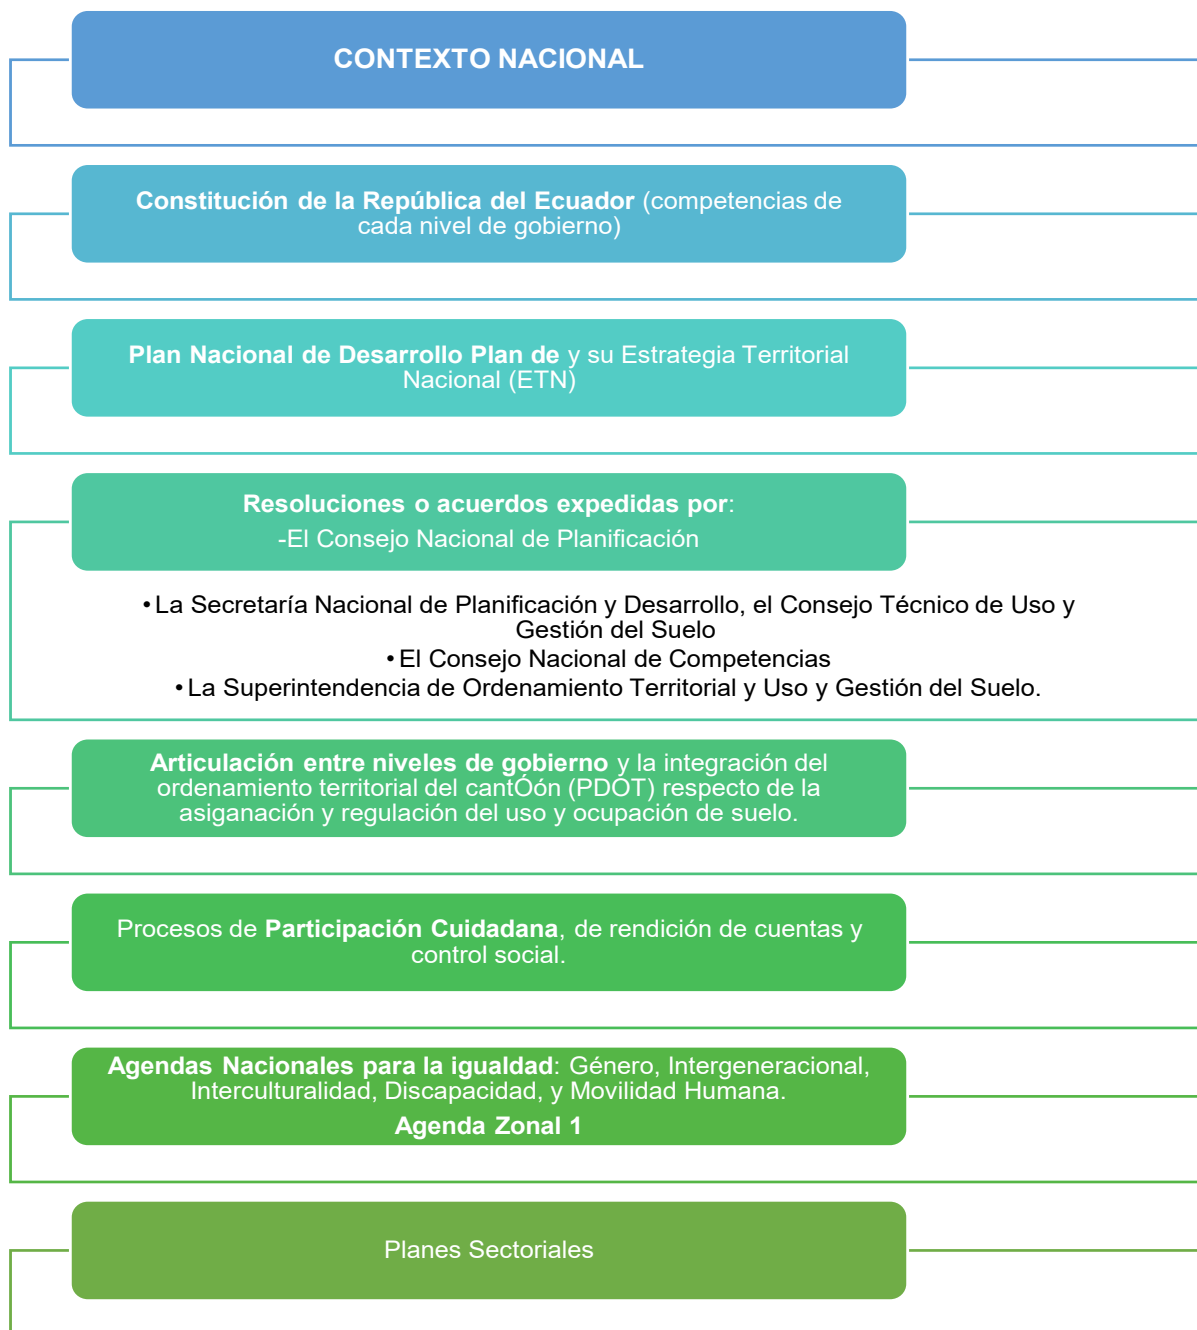 CONTEXTO NACIONAL
Constitución de la República del Ecuador (competencias de
cada nivel de gobierno)
Plan Nacional de Desarrollo Plan de y su Estrategia Territorial
Nacional (ETN)
Resoluciones o acuerdos expedidas por:
-El Consejo Nacional de Planificación
•La Secretaría Nacional de Planificación y Desarrollo, el Consejo Técnico de Uso y
Gestión del Suelo
•El Consejo Nacional de Competencias
•La Superintendencia de Ordenamiento Territorial y Uso y Gestión del Suelo.
Articulación entre niveles de gobierno y la integración del
ordenamiento territorial del cantÓón (PDOT) respecto de la
asiganación y regulación del uso y ocupación de suelo.
Procesos de Participación Cuidadana, de rendición de cuentas y
control social.
Agendas Nacionales para la igualdad: Género, Intergeneracional,
Interculturalidad, Discapacidad, y Movilidad Humana.
Agenda Zonal 1
Planes Sectoriales